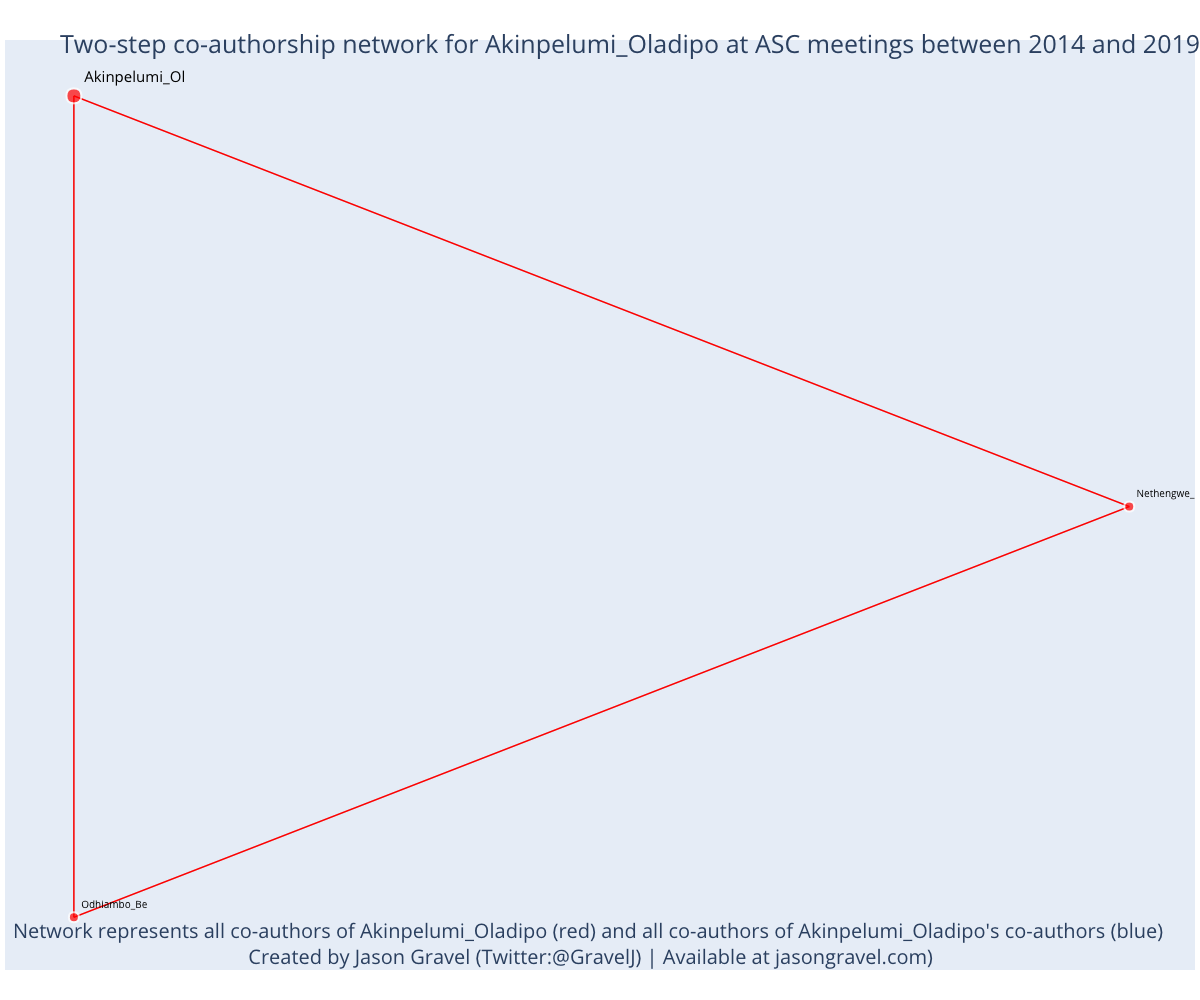 Two-step co-authorship network for Akinpelumi_Oladipo at ASC meetings between 2014 and 2019
Akinpelumi_Ol
Nethengwe_
Odhiambo_Be
Network represents all co-authors of Akinpelumi_Oladipo (red) and all co-authors of Akinpelumi_Oladipo's co-authors (blue)
Created by Jason Gravel (Twitter:@GravelJ) | Available at jasongravel.com)